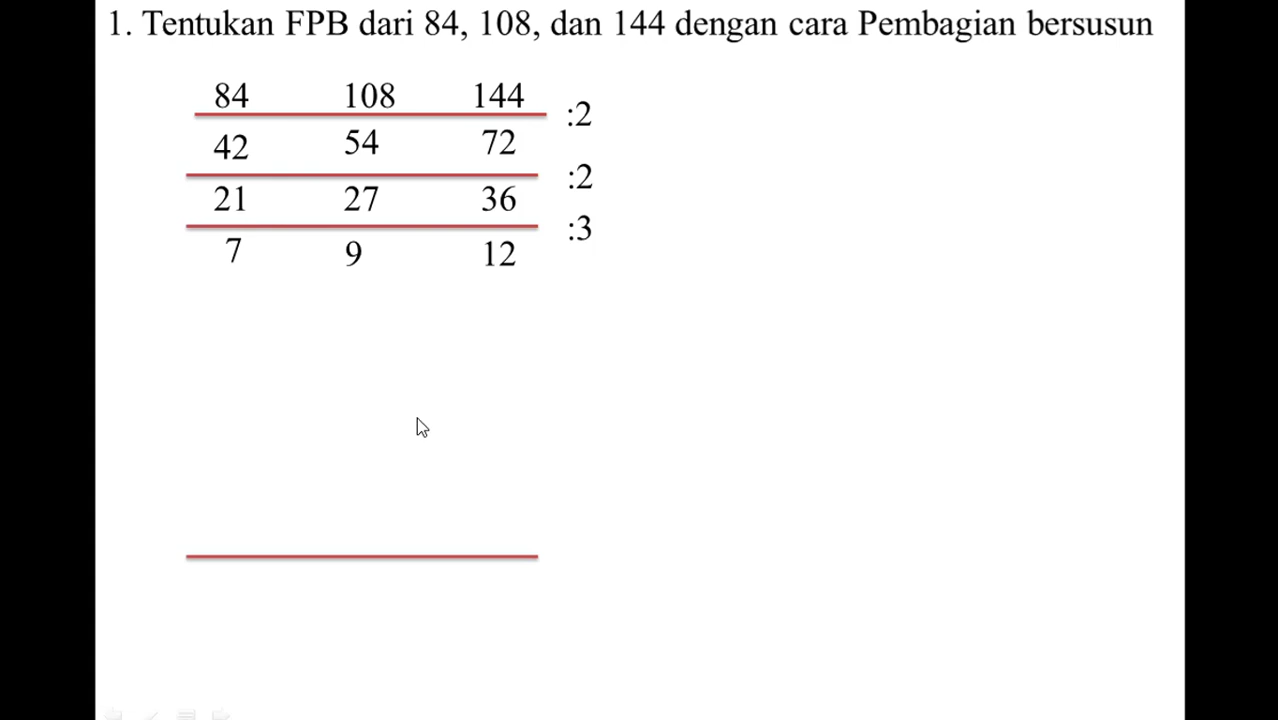 1. Tentukan FPB dari 84, 108, dan 144 dengan cara Pembagian bersusun
84 108 144 :2
42 54 72 :2
21 27 36 :3
7 9 12